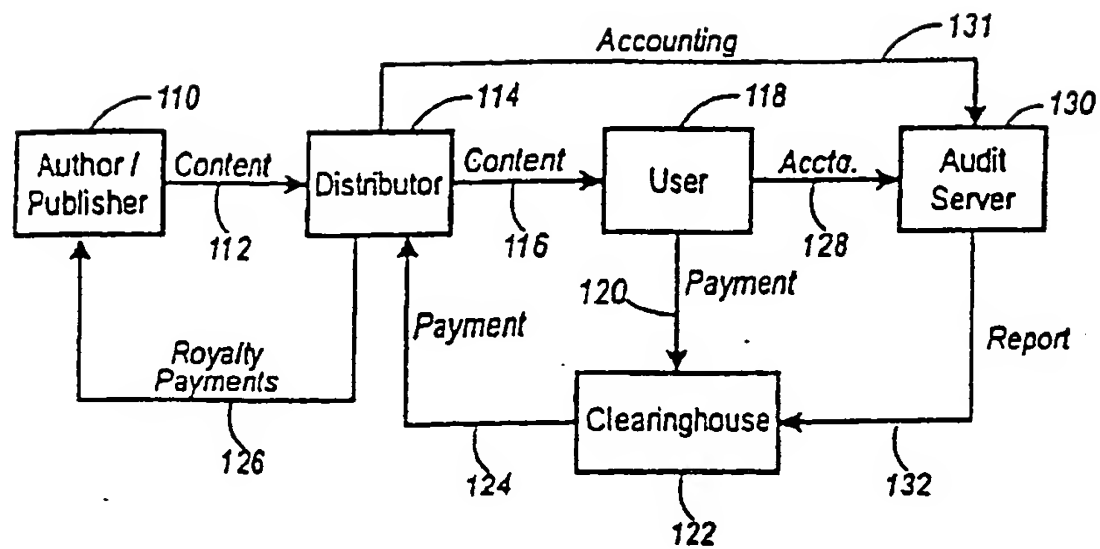 Accounting
131
110
114
118
130
Author /
Publisher
Content
112
Distributor
Content
116
User
Accta.
128
Audit
Server
120
Payment
Payment
Report
Royalty
Payments
126
124
Clearinghouse
122
132